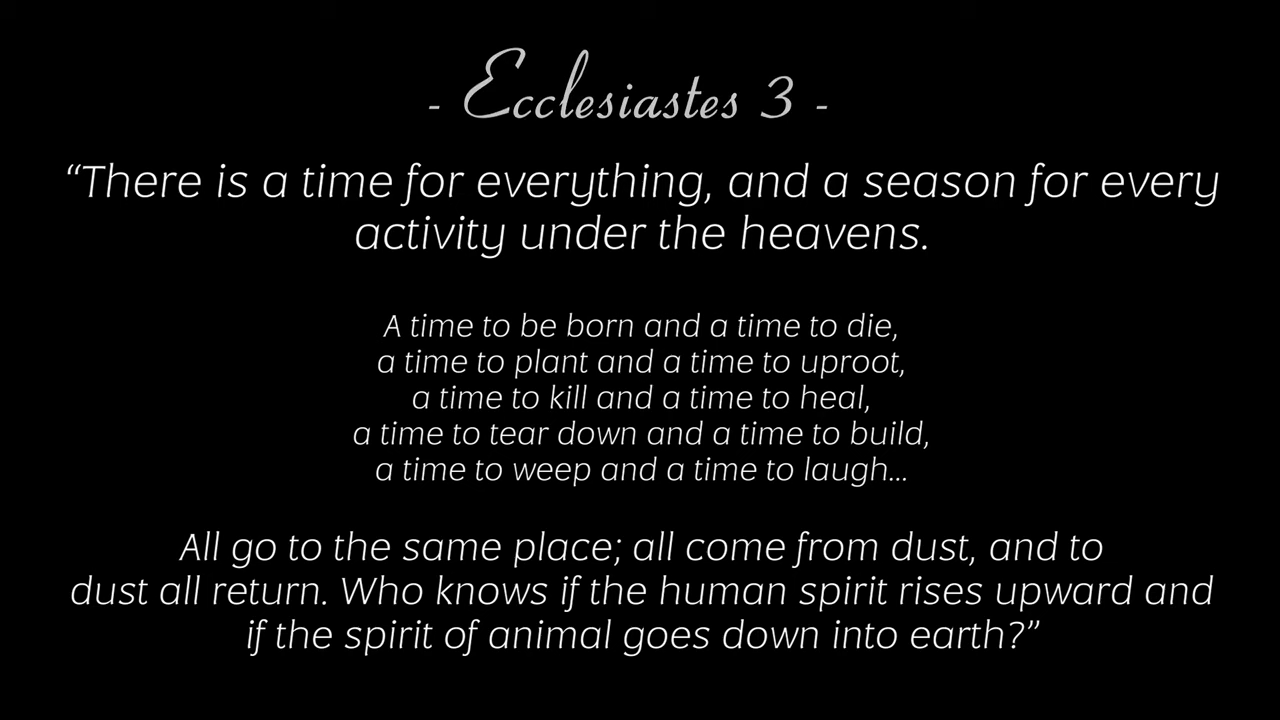 - Ecclesiastes 3 -
“There is a time for everything, and a season for every
activity under the heavens.
A time to be born and a time to die,
a time to plant and a time to uproot,
a time to kill and a time to heal,
a time to tear down and a time to build,
a time to weep and a time to laugh...
All go to the same place; all come from dust, and to
dust all return. Who knows if the human spirit rises upward and
if the spirit of animal goes down into earth?”